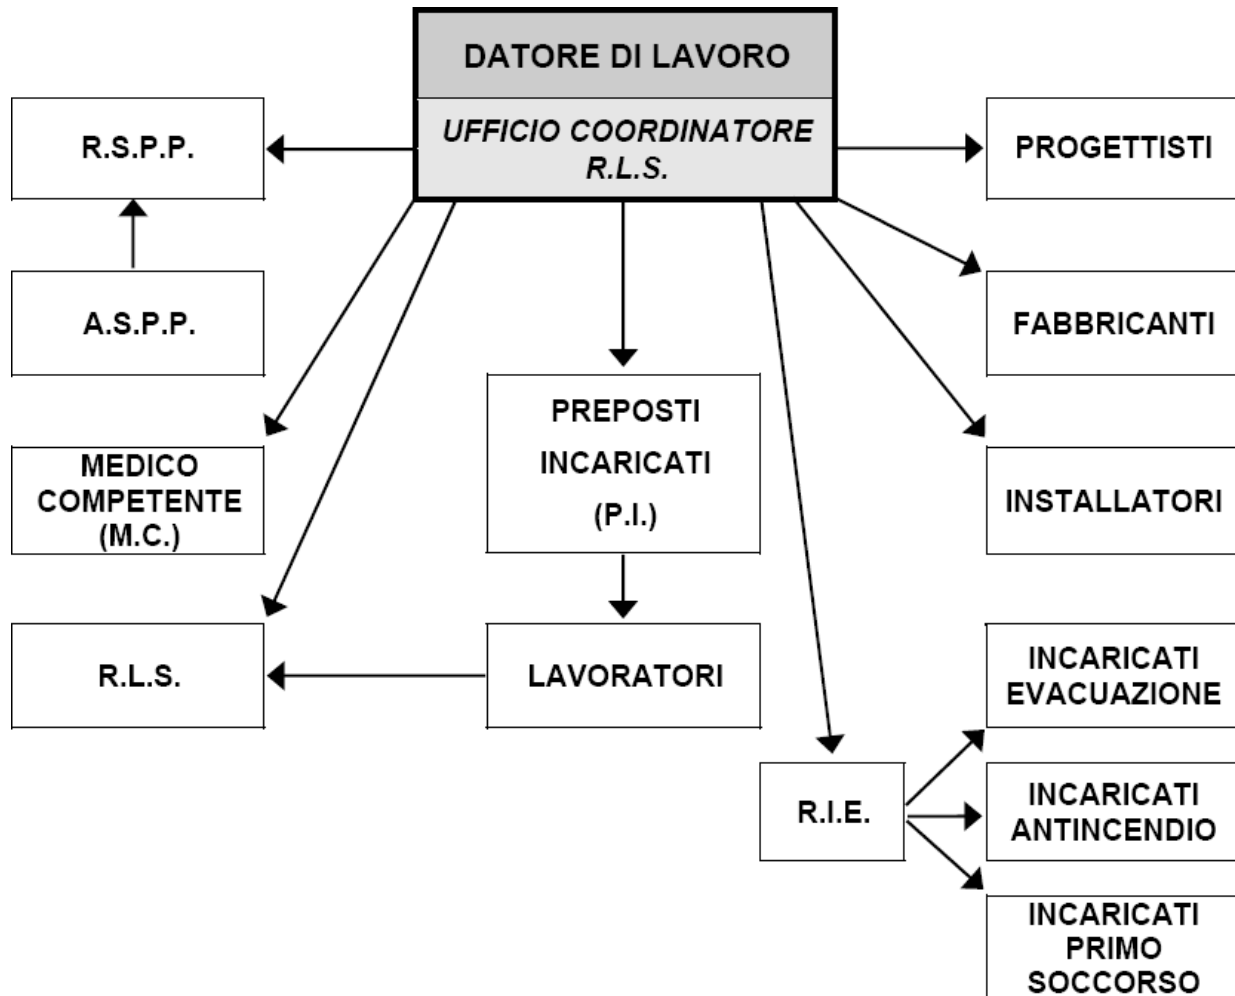 DATORE DI LAVORO
UFFICIO COORDINATORE
R.L.S.
R.S.P.P.
PROGETTISTI
A.S.P.P.
FABBRICANTI
PREPOSTI
INCARICATI
(P.I.)
MEDICO
COMPETENTE
(M.C.)
INSTALLATORI
R.L.S.
LAVORATORI
INCARICATI
EVACUAZIONE
R.I.E.
INCARICATI
ANTINCENDIO
INCARICATI
PRIMO
SOCCORSO